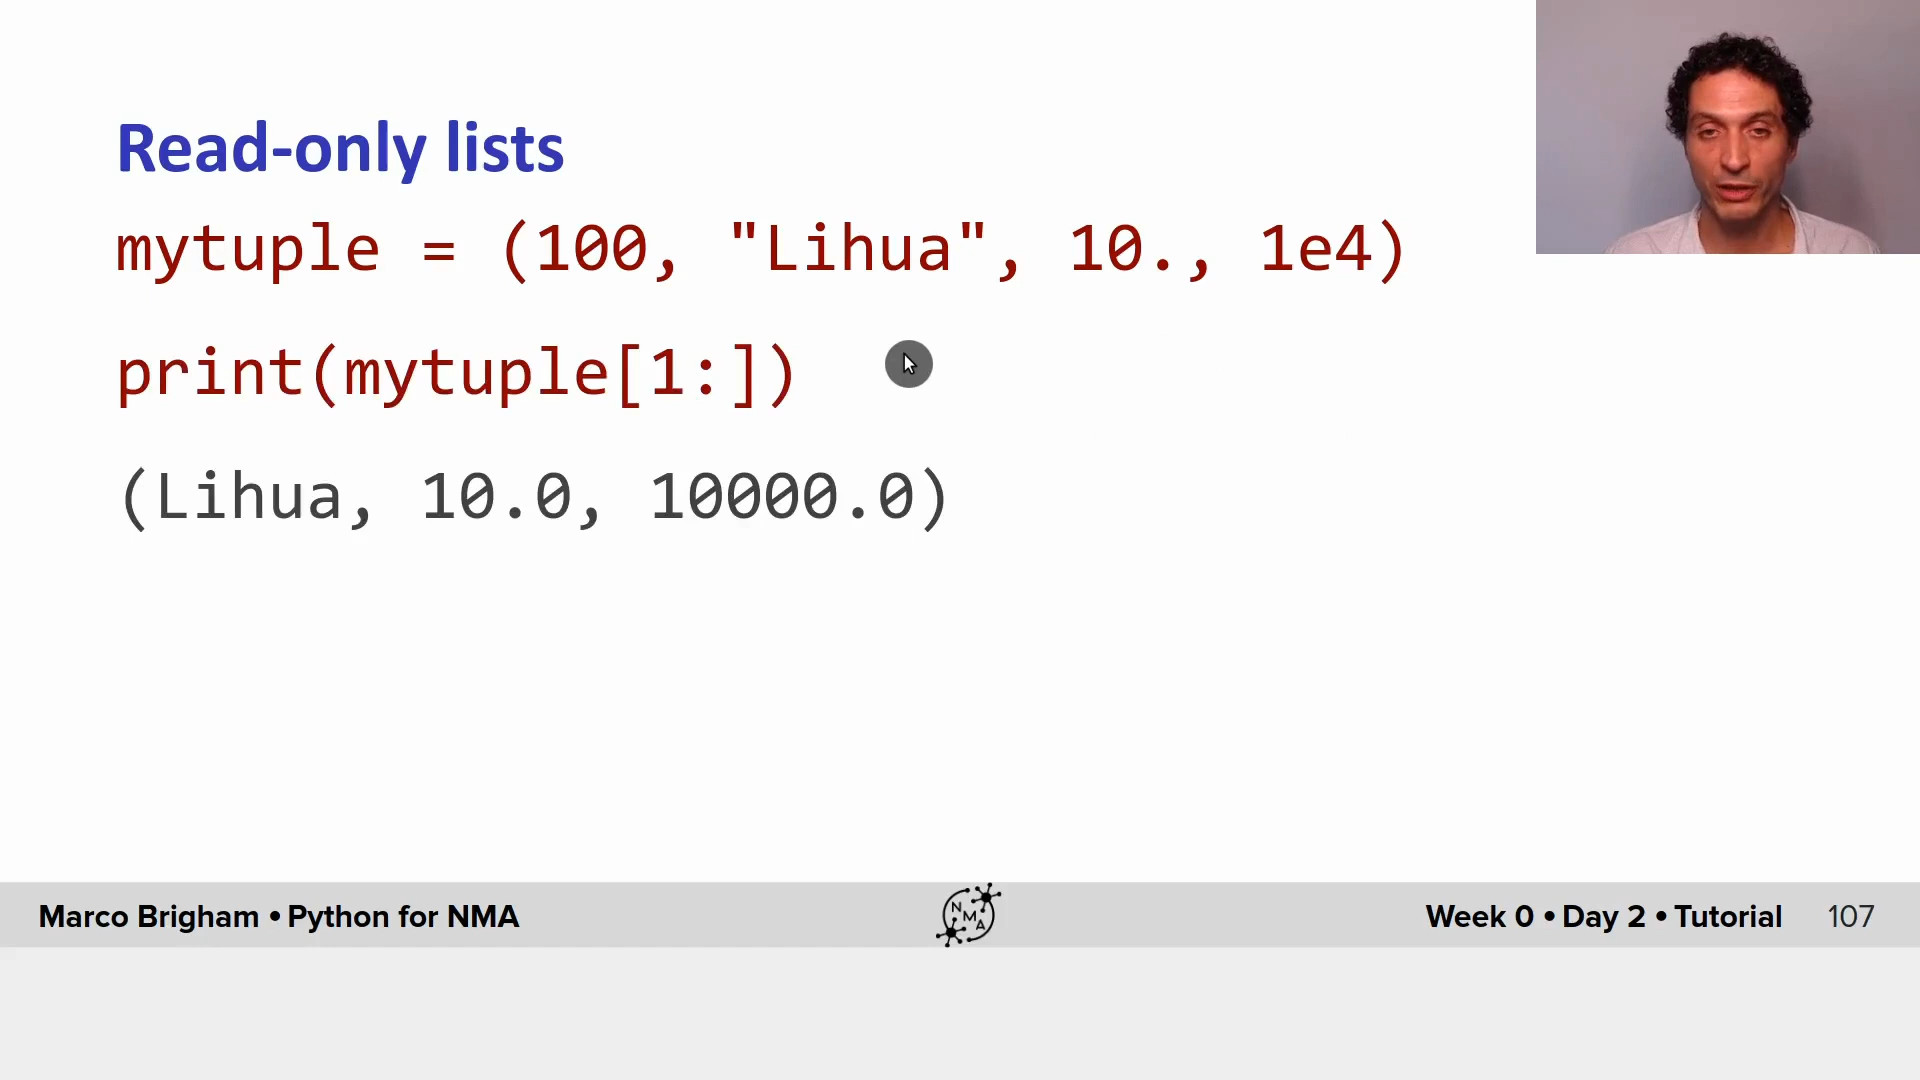 Read-only lists
mytuple = (100, "Lihua", 10., 1e4)
print(mytuple[1:])
(Lihua, 10.0, 10000.0)
Marco Brigham • Python for NMA
N
M
A
Week 0 • Day 2 • Tutorial 107